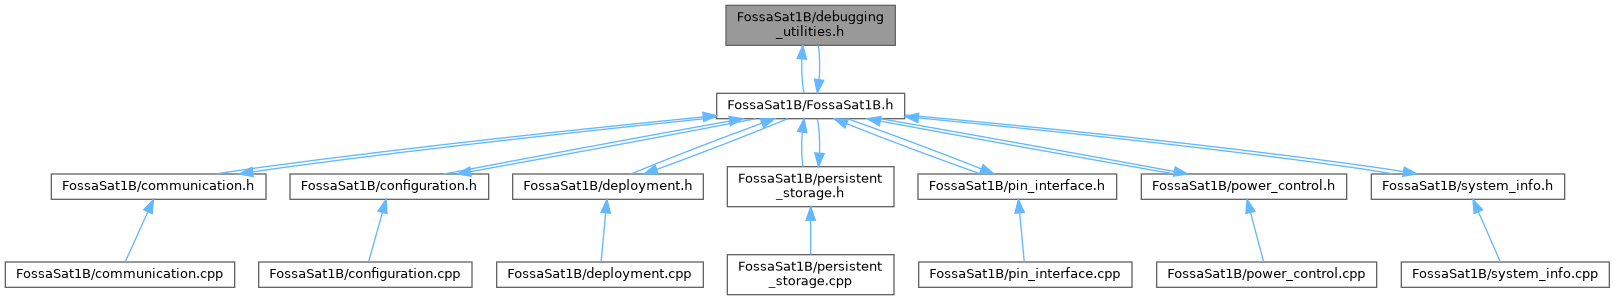 FossaSat1B/debugging
_utilities.h
FossaSat1B/FossaSat1B.h
FossaSat1B/communication.h
FossaSat1B/configuration.h
FossaSat1B/deployment.h
FossaSat1B/persistent
_storage.h
FossaSat1B/pin_interface.h
FossaSat1B/power_control.h
FossaSat1B/system_info.h
FossaSat1B/communication.cpp
FossaSat1B/configuration.cpp
FossaSat1B/deployment.cpp
FossaSat1B/persistent
_storage.cpp
FossaSat1B/pin_interface.cpp
FossaSat1B/power_control.cpp
FossaSat1B/system_info.cpp